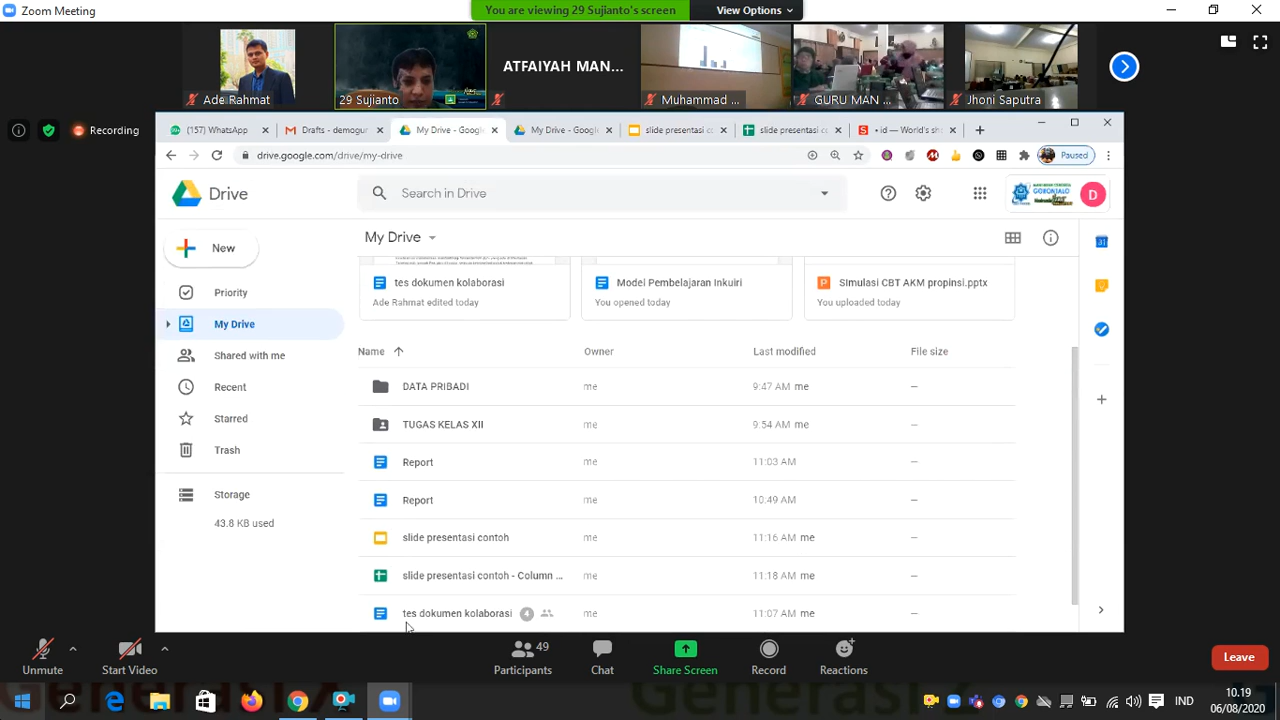 Zoom Meeting
You are viewing 29 Sujianto's screen
View Options
Ade Rahmat
29 Sujianto
ATFAIYAH MAN...
Muhammad ...
GURU MAN ...
Jhoni Saputra
Recording
(157) WhatsApp
Drafts - demogur
My Drive - Google
My Drive - Google
slide presentasi co
slide presentasi co
• id — World's sh
drive.google.com/drive/my-drive
Paused
Drive
Search in Drive
GORONTALO
D
New
My Drive
Priority
My Drive
Shared with me
Recent
Starred
Trash
Storage
43.8 KB used
tes dokumen kolaborasi
Ade Rahmat edited today
Model Pembelajaran Inkuiri
You opened today
Simulasi CBT AKM propinsi.pptx
You uploaded today
Name
Owner
Last modified
File size
DATA PRIBADI me 9:47 AM me –
TUGAS KELAS XII me 9:54 AM me –
Report me 11:03 AM –
Report me 10:49 AM –
slide presentasi contoh me 11:16 AM me –
slide presentasi contoh - Column ... me 11:18 AM me –
tes dokumen kolaborasi 4 me 11:07 AM me –
Unmute
Start Video
49
Participants
Chat
Share Screen
Record
Reactions
Leave
IND
10.19
06/08/2020